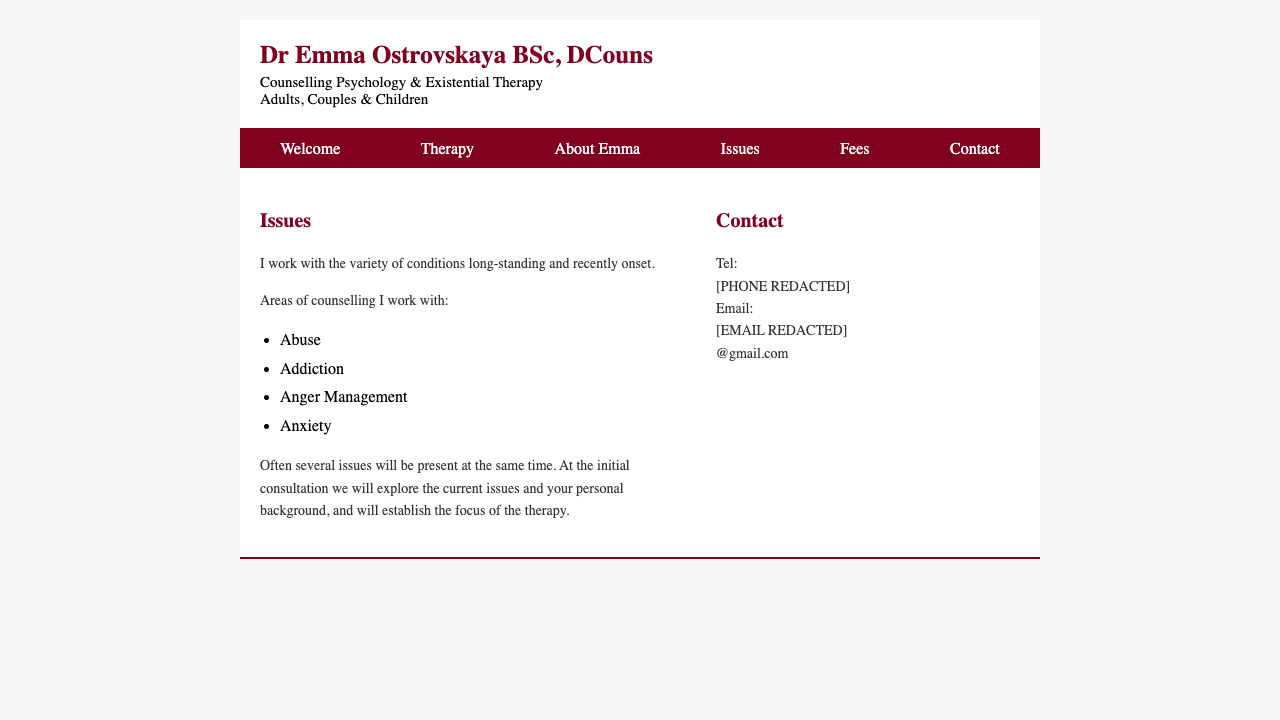 Dr Emma Ostrovskaya BSc, DCouns
Counselling Psychology & Existential Therapy
Adults, Couples & Children
Welcome
Therapy
About Emma
Issues
Fees
Contact
Issues
I work with the variety of conditions long-standing and recently onset.
Areas of counselling I work with:
• Abuse
• Addiction
• Anger Management
• Anxiety
Often several issues will be present at the same time. At the initial
consultation we will explore the current issues and your personal
background, and will establish the focus of the therapy.
Contact
Tel:
[PHONE REDACTED]
Email:
[EMAIL REDACTED]
@gmail.com